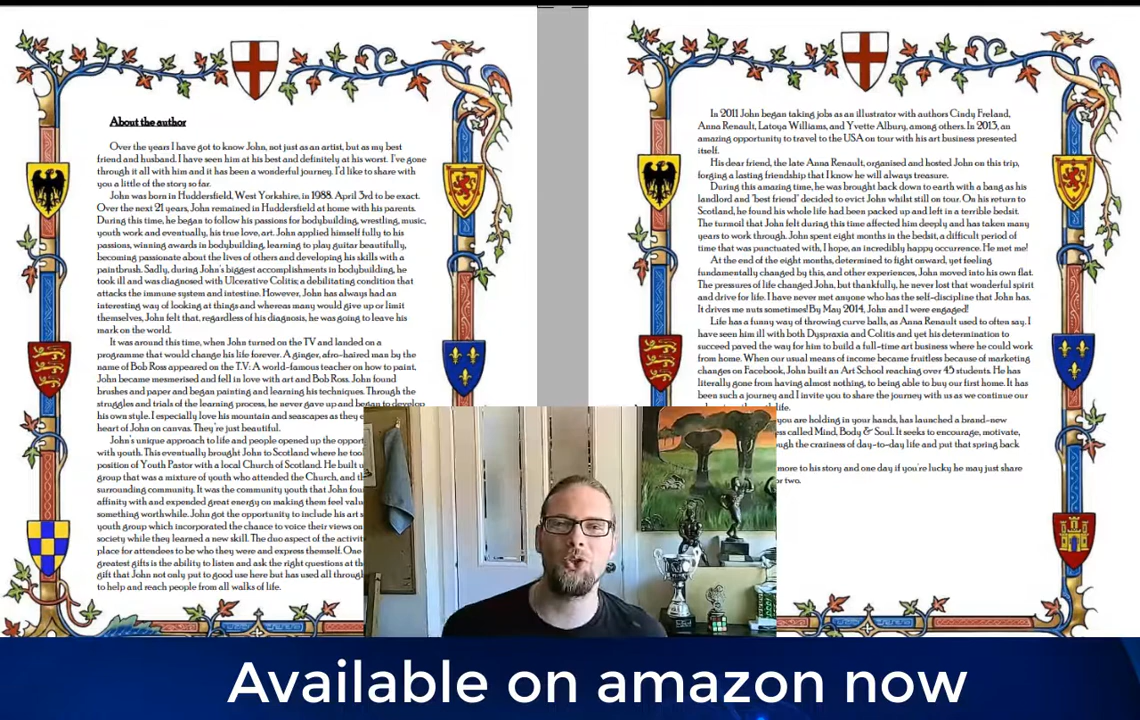 About the author
Over the years I have got to know John, not just as an artist, but as my best
friend and husband. I have seen him at his best and definitely at his worst. I've gone
through it all with him and it has been a wonderful journey. I'd like to share with
you a little of the story so far.
John was born in Huddersfield, West Yorkshire, in 1988. April 3rd to be exact.
Over the next 21 years, John remained in Huddersfield at home with his parents.
During this time, he began to follow his passions for bodybuilding, wrestling, music,
youth work and eventually, his true love, art. John applied himself fully to his
passions, winning awards in bodybuilding, learning to play guitar beautifully,
becoming passionate about the lives of others and developing his skills with a
paintbrush. Sadly, during John's biggest accomplishments in bodybuilding, he
took ill and was diagnosed with Ulcerative Colitis; a debilitating condition that
attacks the immune system and intestine. However, John has always had an
interesting way of looking at things and whereas many would give up or limit
themselves, John felt that, regardless of his diagnosis, he was going to leave his
mark on the world.
It was around this time, when John turned on the TV and landed on a
programme that would change his life forever. A ginger, afro-haired man by the
name of Bob Ross appeared on the T.V: A world-famous teacher on how to paint,
John became mesmerised and fell in love with art and Bob Ross. John found
brushes and paper and began painting and learning his techniques. Through the
struggles and trials of the learning process, he never gave up and began to develop
his own style. I especially love his mountain and seascapes as they e
heart of John on canvas. They're just beautiful.
John's unique approach to life and people opened up the opport
with youth. This eventually brought John to Scotland where he too
position of Youth Pastor with a local Church of Scotland. He built u
group that was a mixture of youth who attended the Church, and th
surrounding community. It was the community youth that John fou
affinity with and expended great energy on making them feel valu
something worthwhile. John got the opportunity to include his art s
youth group which incorporated the chance to voice their views on
society while they learned a new skill. The duo aspect of the activit
place for attendees to be who they were and express themself. One
greatest gifts is the ability to listen and ask the right questions at th
gift that John not only put to good use here but has used all through
to help and reach people from all walks of life.
In 2011 John began taking jobs as an illustrator with authors Cindy Freland,
Anna Renault, Latoya Williams, and Yvette Albury, among others. In 2013, an
amazing opportunity to travel to the USA on tour with his art business presented
itself.
His dear friend, the late Anna Renault, organised and hosted John on this trip,
forging a lasting friendship that I know he will always treasure.
During this amazing time, he was brought back down to earth with a bang as his
landlord and 'best friend' decided to evict John whilst still on tour. On his return to
Scotland, he found his whole life had been packed up and left in a terrible bedsit.
The turmoil that John felt during this time affected him deeply and has taken many
years to work through. John spent eight months in the bedsit, a difficult period of
time that was punctuated with, I hope, an incredibly happy occurrence. He met me!
At the end of the eight months, determined to fight onward, yet feeling
fundamentally changed by this, and other experiences, John moved into his own flat.
The pressures of life changed John, but thankfully, he never lost that wonderful spirit
and drive for life. I have never met anyone who has the self-discipline that John has.
It drives me nuts sometimes! By May 2014, John and I were engaged!
Life has a funny way of throwing curve balls, as Anna Renault used to often say. I
have seen him ill with both Dyspraxia and Colitis and yet his determination to
succeed paved the way for him to build a full-time art business where he could work
from home. When our usual means of income became fruitless because of marketing
changes on Facebook, John built an Art School reaching over 45 students. He has
literally gone from having almost nothing, to being able to buy our first home. It has
been such a journey and I invite you to share the journey with us as we continue our
life.
you are holding in your hands, has launched a brand-new
ss called Mind, Body & Soul. It seeks to encourage, motivate,
ugh the craziness of day-to-day life and put that spring back
more to his story and one day if you're lucky he may just share
or two.
Available on amazon now